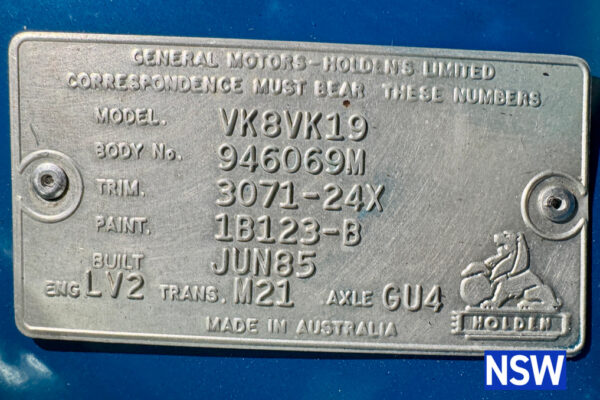 GENERAL MOTORS-HOLDEN'S LIMITED
CORRESPONDENCE MUST BEAR THESE NUMBERS
MODEL. VK8VK19
BODY No. 946069M
TRIM. 3071-24X
PAINT. 1B123-B
BUILT JUN85
ENG LV2 TRANS. M21 AXLE GU4
HOLDEN
MADE IN AUSTRALIA
NSW